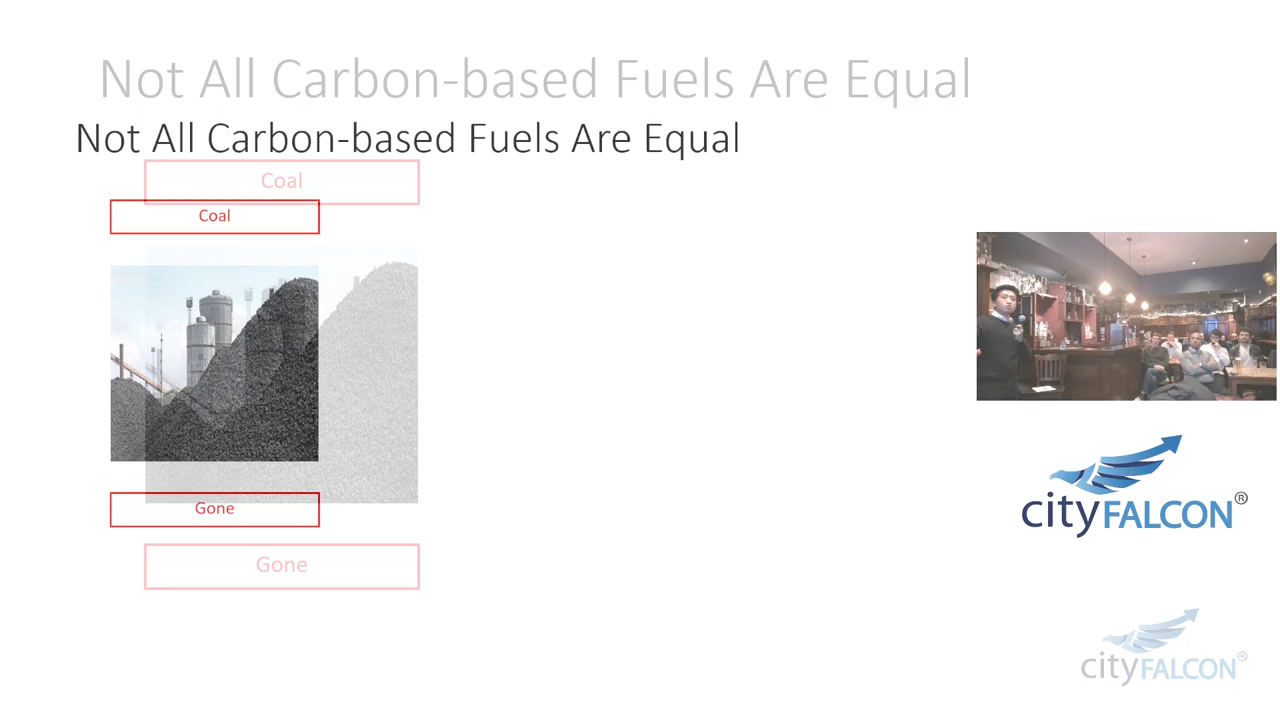 Not All Carbon-based Fuels Are Equal
Not All Carbon-based Fuels Are Equal
Coal
Coal
Gone
Gone
cityFALCON®
cityFALCON®